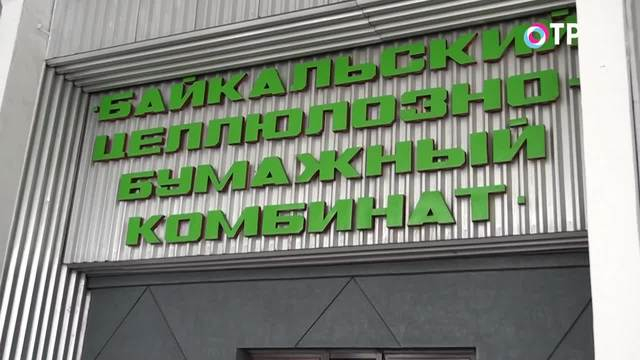 ОТР
БАЙКАЛЬСКИЙ
ЦЕЛЛЮЛОЗНО-
БУМАЖНЫЙ
КОМБИНАТ